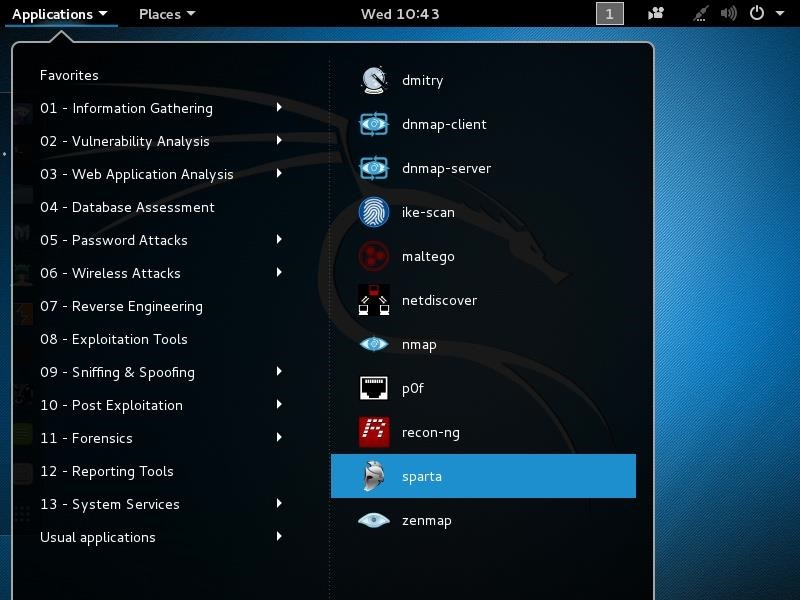 Applications Places Wed 10:43 1
Favorites
01 - Information Gathering
02 - Vulnerability Analysis
03 - Web Application Analysis
04 - Database Assessment
05 - Password Attacks
06 - Wireless Attacks
07 - Reverse Engineering
08 - Exploitation Tools
09 - Sniffing & Spoofing
10 - Post Exploitation
11 - Forensics
12 - Reporting Tools
13 - System Services
Usual applications
dmitry
dnmap-client
dnmap-server
ike-scan
maltego
netdiscover
nmap
p0f
recon-ng
sparta
zenmap